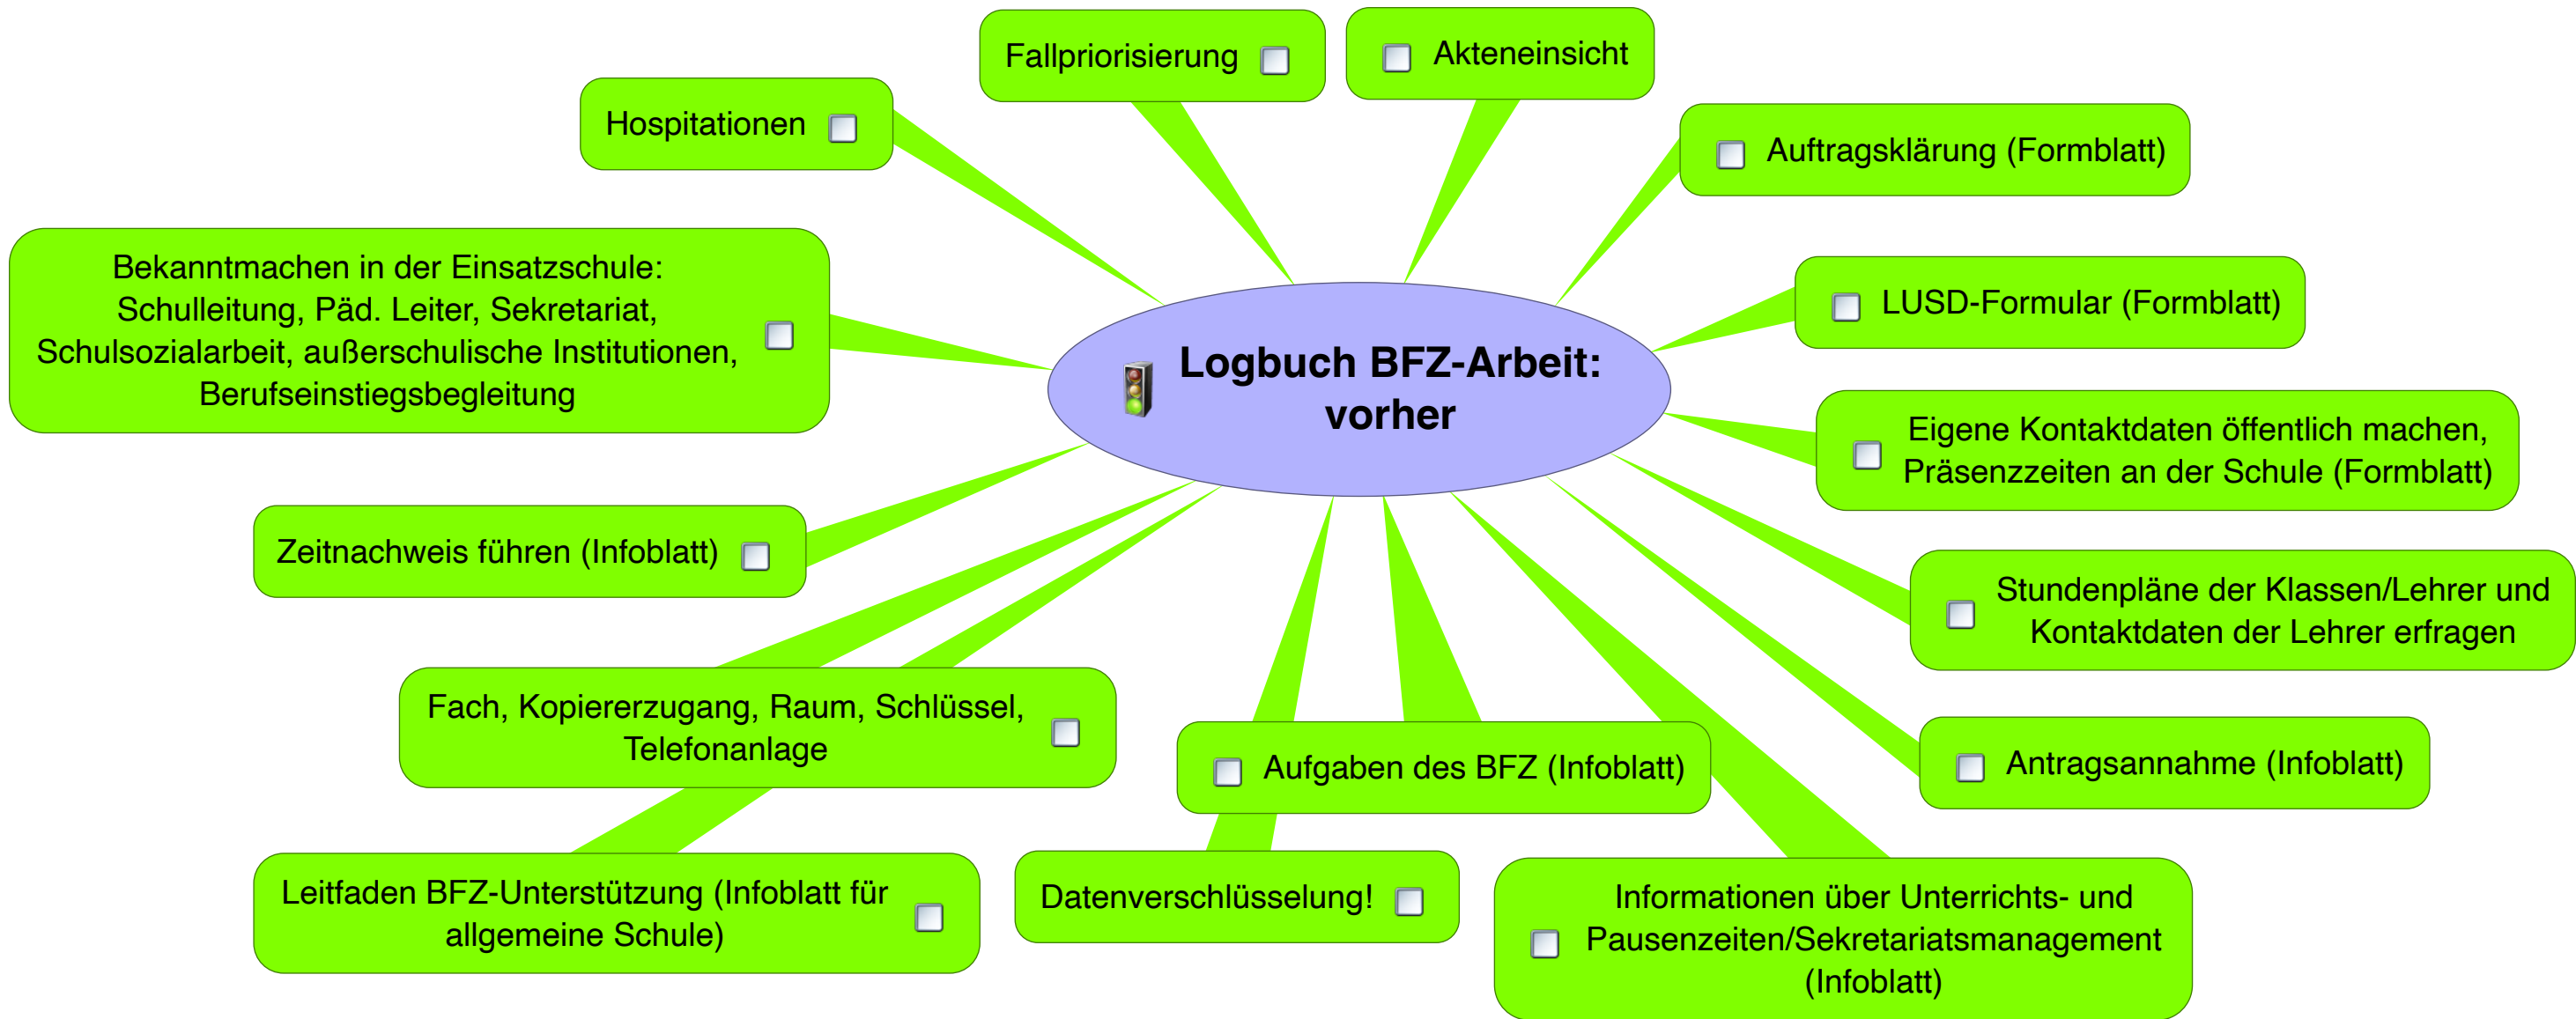 Logbuch BFZ-Arbeit:
vorher
Akteneinsicht
Auftragsklärung (Formblatt)
LUSD-Formular (Formblatt)
Eigene Kontaktdaten öffentlich machen,
Präsenzzeiten an der Schule (Formblatt)
Stundenpläne der Klassen/Lehrer und
Kontaktdaten der Lehrer erfragen
Antragsannahme (Infoblatt)
Informationen über Unterrichts- und
Pausenzeiten/Sekretariatsmanagement
(Infoblatt)
Aufgaben des BFZ (Infoblatt)
Datenverschlüsselung!
Leitfaden BFZ-Unterstützung (Infoblatt für
allgemeine Schule)
Fach, Kopiererzugang, Raum, Schlüssel,
Telefonanlage
Zeitnachweis führen (Infoblatt)
Bekanntmachen in der Einsatzschule:
Schulleitung, Päd. Leiter, Sekretariat,
Schulsozialarbeit, außerschulische Institutionen,
Berufseinstiegsbegleitung
Hospitationen
Fallpriorisierung